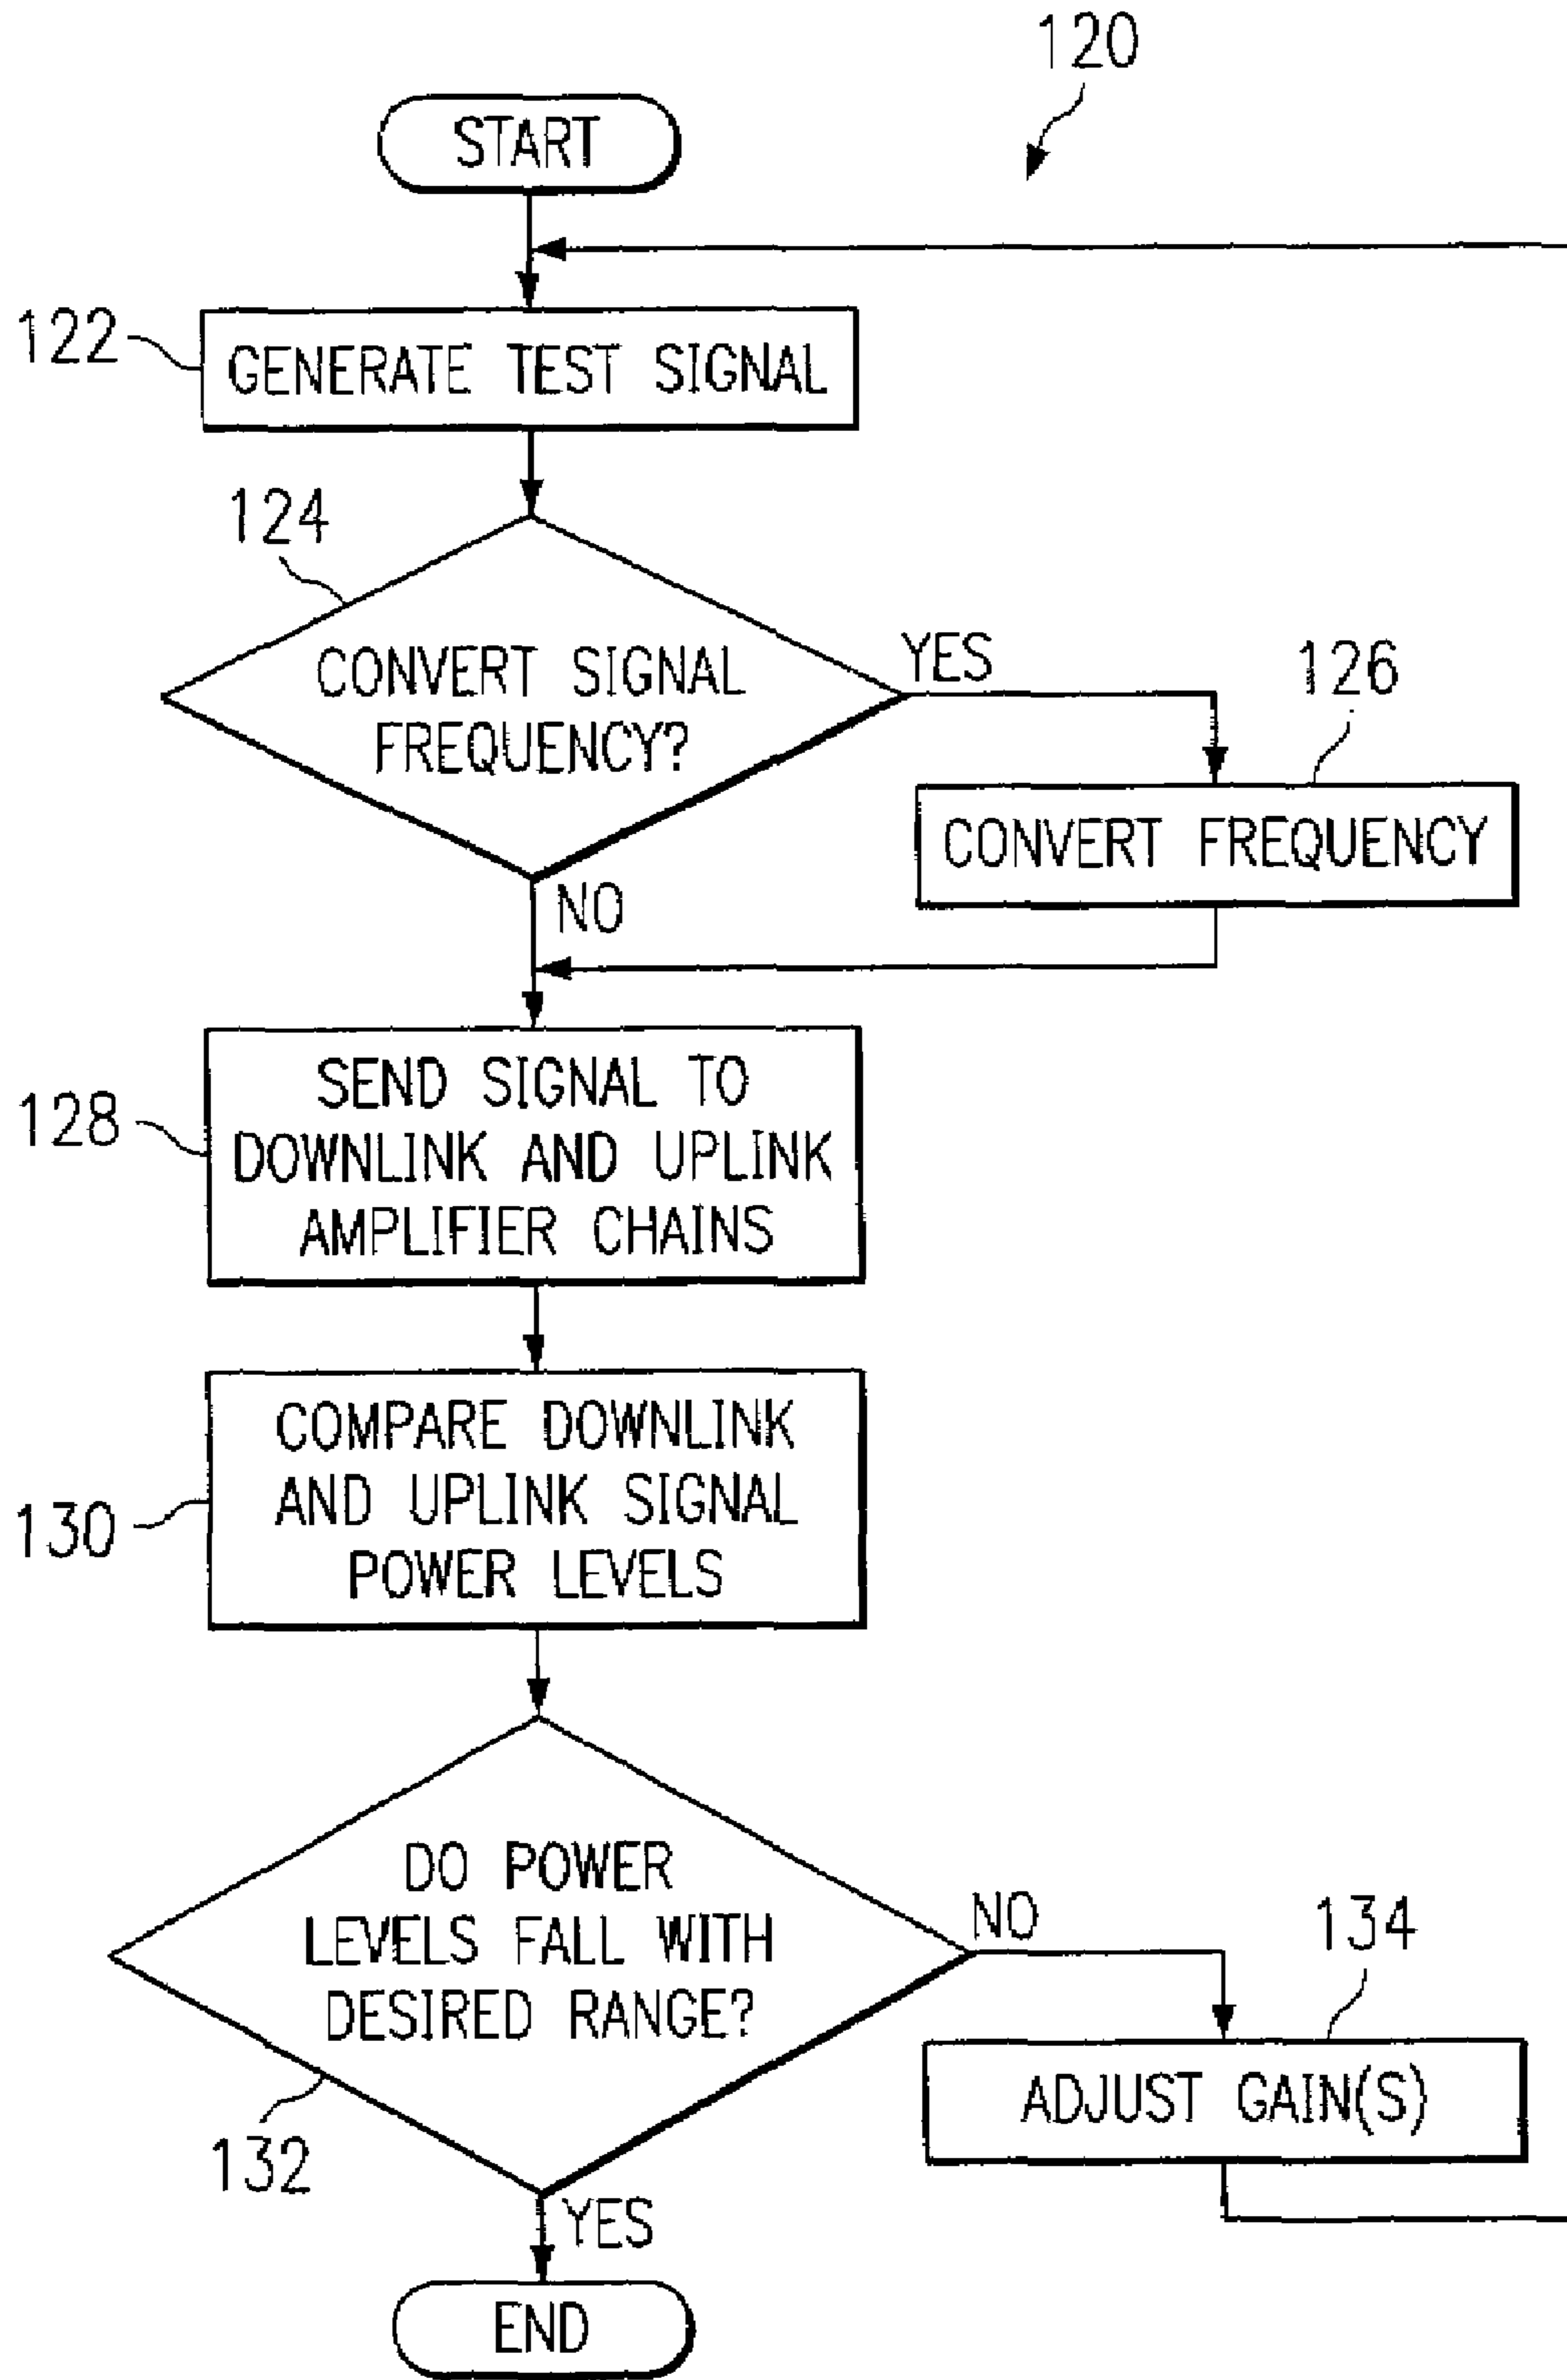 120
START
122
GENERATE TEST SIGNAL
124
CONVERT SIGNAL
FREQUENCY?
YES
126
CONVERT FREQUENCY
NO
128
SEND SIGNAL TO
DOWNLINK AND UPLINK
AMPLIFIER CHAINS
130
COMPARE DOWNLINK
AND UPLINK SIGNAL
POWER LEVELS
DO POWER
LEVELS FALL WITH
DESIRED RANGE?
NO
134
ADJUST GAIN(S)
132
YES
END